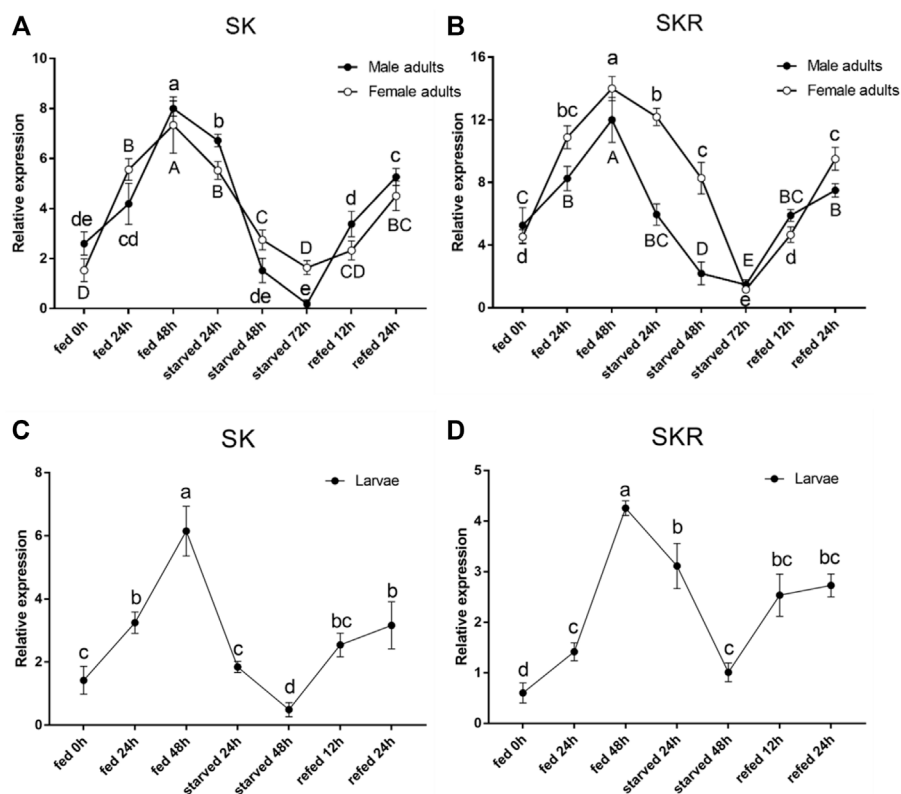 A
SK
Male adults
Female adults
Relative expression
10
8
6
4
2
0
de
D
B
cd
a
A
b
B
C
de
D
e
d
CD
c
BC
fed 0h
fed 24h
fed 48h
starved 24h
starved 48h
starved 72h
refed 12h
refed 24h
B
SKR
Male adults
Female adults
Relative expression
16
12
8
4
0
C
d
bc
B
a
A
b
BC
c
D
E
e
BC
d
c
B
fed 0h
fed 24h
fed 48h
starved 24h
starved 48h
starved 72h
refed 12h
refed 24h
C
SK
Larvae
Relative expression
8
6
4
2
0
c
b
a
c
d
bc
b
fed 0h
fed 24h
fed 48h
starved 24h
starved 48h
refed 12h
refed 24h
D
SKR
Larvae
Relative expression
5
4
3
2
1
0
d
c
a
b
c
bc
bc
fed 0h
fed 24h
fed 48h
starved 24h
starved 48h
refed 12h
refed 24h